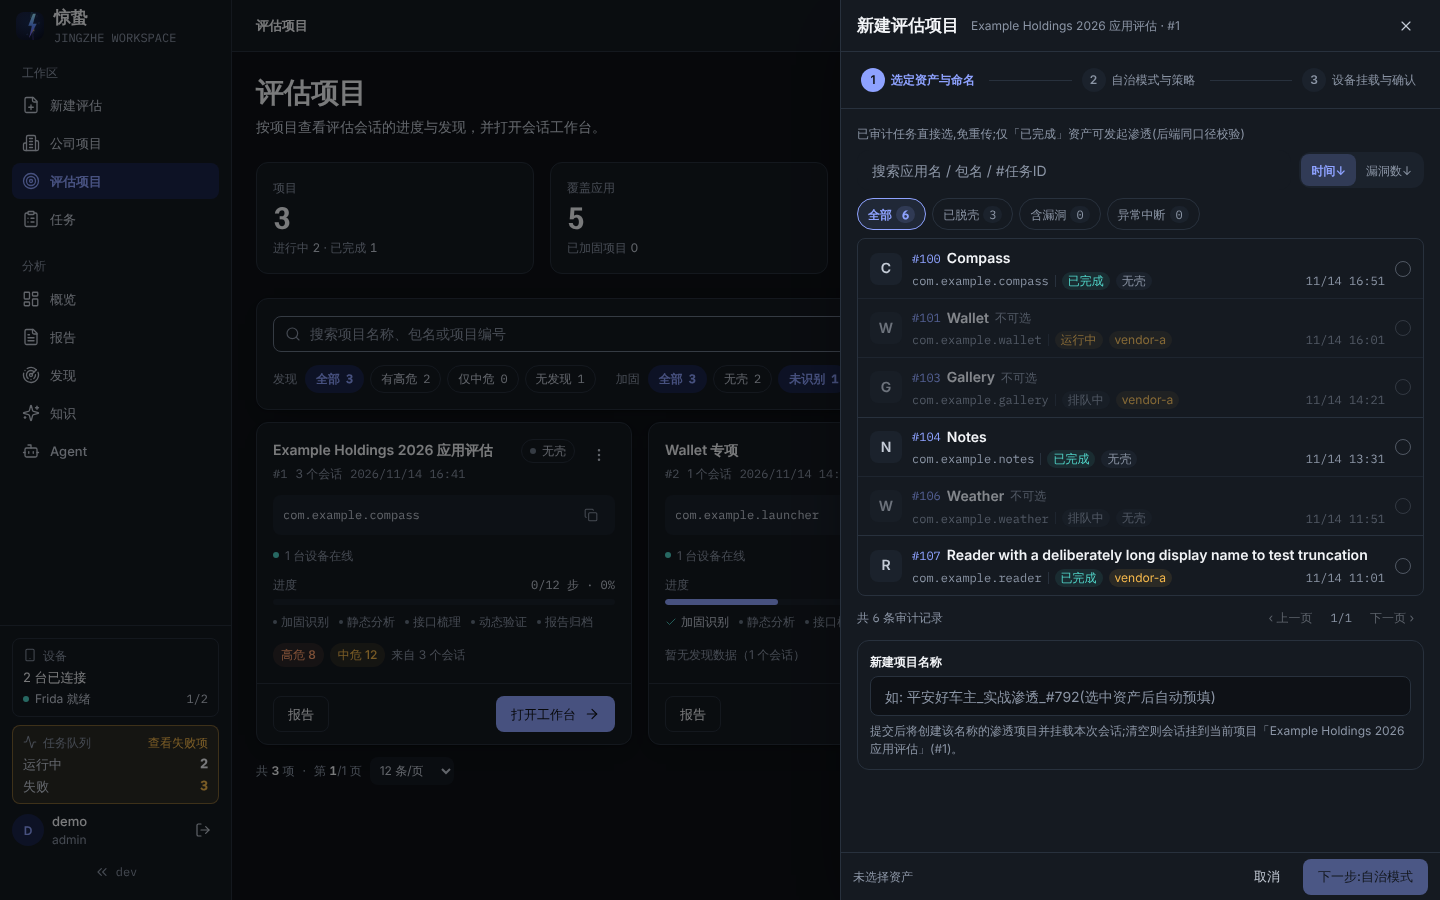 惊蛰
JINGZHE WORKSPACE
工作区
新建评估
公司项目
评估项目
任务
分析
概览
报告
发现
知识
Agent
设备
2 台已连接
Frida 就绪 1/2
任务队列 查看失败项
运行中 2
失败 3
D
demo
admin
dev
评估项目
评估项目
按项目查看评估会话的进度与发现，并打开会话工作台。
项目
3
进行中 2 · 已完成 1
覆盖应用
5
已加固项目 0
搜索项目名称、包名或项目编号
发现 全部 3 有高危 2 仅中危 0 无发现 1 加固 全部 3 无壳 2 未识别 1
Example Holdings 2026 应用评估 无壳
#1 3 个会话 2026/11/14 16:41
com.example.compass
1 台设备在线
进度 0/12 步 · 0%
加固识别 静态分析 接口梳理 动态验证 报告归档
高危 8 中危 12 来自 3 个会话
报告 打开工作台
Wallet 专项
#2 1 个会话 2026/11/14 14:
com.example.launcher
1 台设备在线
进度
加固识别 静态分析 接口
暂无发现数据（1 个会话）
报告
共 3 项 · 第 1/1 页 12 条/页
新建评估项目 Example Holdings 2026 应用评估 · #1
1 选定资产与命名 2 自治模式与策略 3 设备挂载与确认
已审计任务直接选,免重传;仅「已完成」资产可发起渗透(后端同口径校验)
搜索应用名 / 包名 / #任务ID 时间↓ 漏洞数↓
全部 6 已脱壳 3 含漏洞 0 异常中断 0
C #100 Compass
com.example.compass 已完成 无壳 11/14 16:51
W #101 Wallet 不可选
com.example.wallet 运行中 vendor-a 11/14 16:01
G #103 Gallery 不可选
com.example.gallery 排队中 vendor-a 11/14 14:21
N #104 Notes
com.example.notes 已完成 无壳 11/14 13:31
W #106 Weather 不可选
com.example.weather 排队中 无壳 11/14 11:51
R #107 Reader with a deliberately long display name to test truncation
com.example.reader 已完成 vendor-a 11/14 11:01
共 6 条审计记录 ‹ 上一页 1/1 下一页 ›
新建项目名称
如: 平安好车主_实战渗透_#792(选中资产后自动预填)
提交后将创建该名称的渗透项目并挂载本次会话;清空则会话挂到当前项目「Example Holdings 2026
应用评估」(#1)。
未选择资产 取消 下一步:自治模式